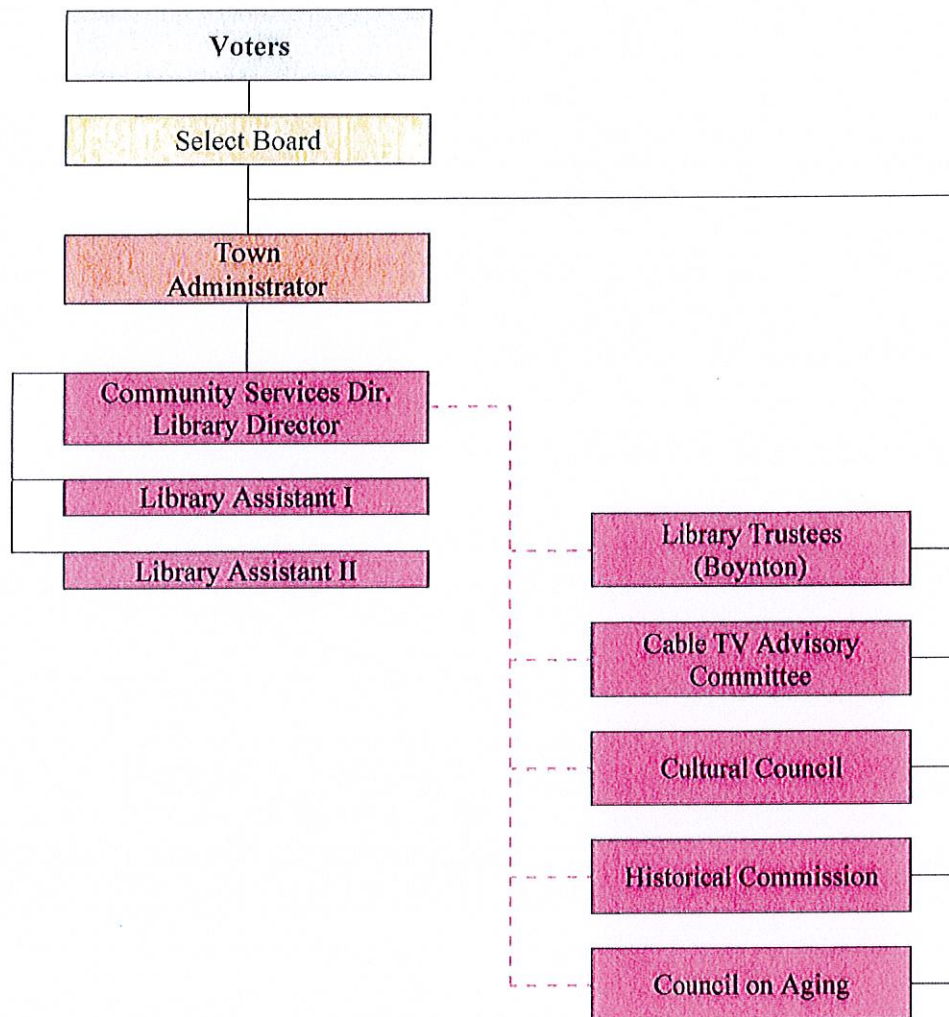 Voters
Select Board
Town
Administrator
Community Services Dir.
Library Director
Library Assistant I
Library Assistant II
Library Trustees
(Boynton)
Cable TV Advisory
Committee
Cultural Council
Historical Commission
Council on Aging